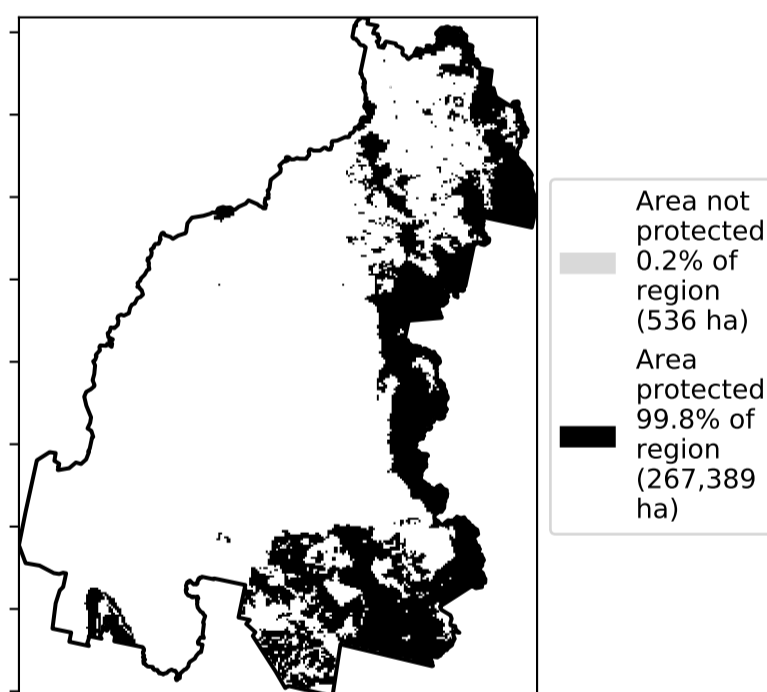 Area not
protected
0.2% of
region
(536 ha)
Area
protected
99.8% of
region
(267,389
ha)